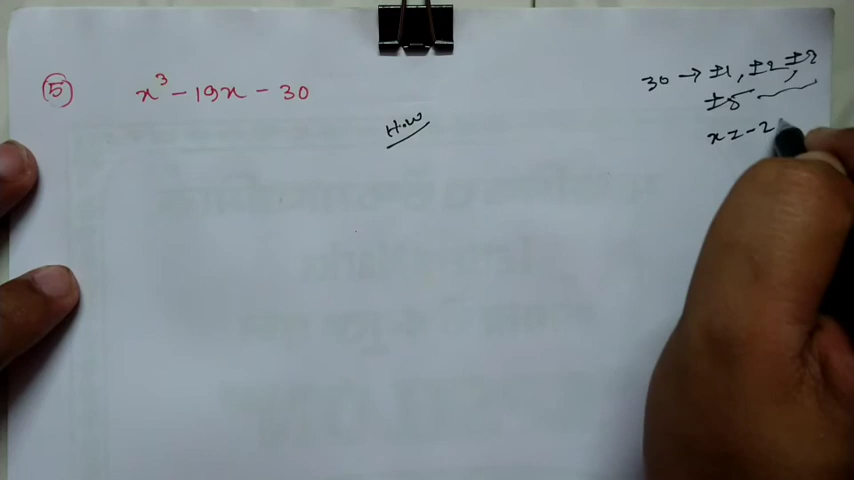 ⑤ x³ - 19x - 30
H.W
30 → ±1, ±2, ±3
±5
x = -2